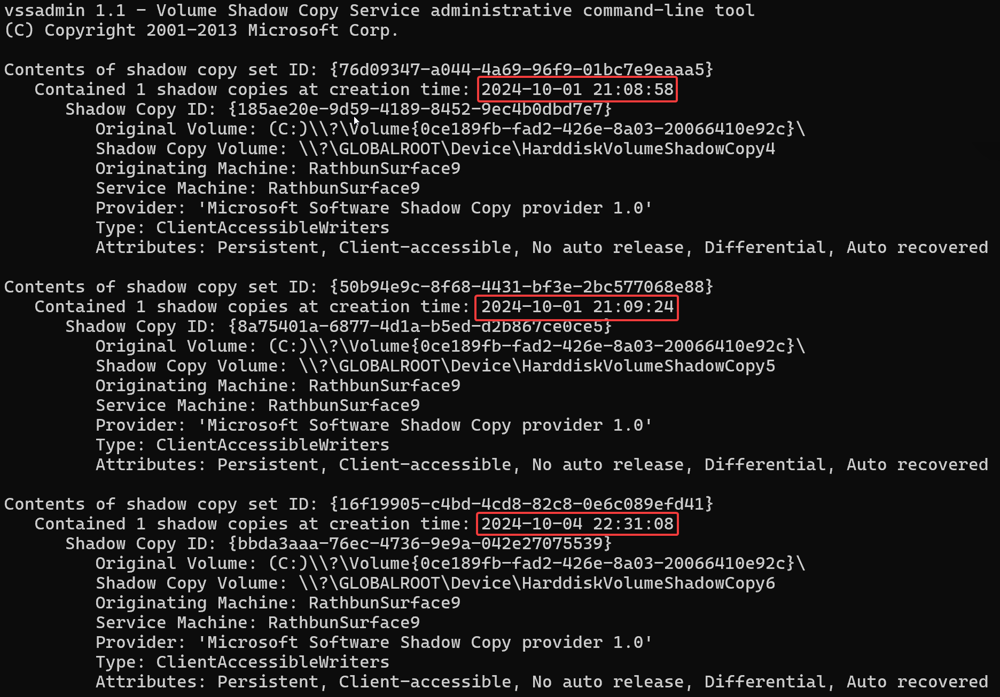 vssadmin 1.1 - Volume Shadow Copy Service administrative command-line tool
(C) Copyright 2001-2013 Microsoft Corp.
Contents of shadow copy set ID: {76d09347-a044-4a69-96f9-01bc7e9eaaa5}
Contained 1 shadow copies at creation time: 2024-10-01 21:08:58
Shadow Copy ID: {185ae20e-9d59-4189-8452-9ec4b0dbd7e7}
Original Volume: (C:)\\?\Volume{0ce189fb-fad2-426e-8a03-20066410e92c}\
Shadow Copy Volume: \\?\GLOBALROOT\Device\HarddiskVolumeShadowCopy4
Originating Machine: RathbunSurface9
Service Machine: RathbunSurface9
Provider: 'Microsoft Software Shadow Copy provider 1.0'
Type: ClientAccessibleWriters
Attributes: Persistent, Client-accessible, No auto release, Differential, Auto recovered
Contents of shadow copy set ID: {50b94e9c-8f68-4431-bf3e-2bc577068e88}
Contained 1 shadow copies at creation time: 2024-10-01 21:09:24
Shadow Copy ID: {8a75401a-6877-4d1a-b5ed-d2b867ce0ce5}
Original Volume: (C:)\\?\Volume{0ce189fb-fad2-426e-8a03-20066410e92c}\
Shadow Copy Volume: \\?\GLOBALROOT\Device\HarddiskVolumeShadowCopy5
Originating Machine: RathbunSurface9
Service Machine: RathbunSurface9
Provider: 'Microsoft Software Shadow Copy provider 1.0'
Type: ClientAccessibleWriters
Attributes: Persistent, Client-accessible, No auto release, Differential, Auto recovered
Contents of shadow copy set ID: {16f19905-c4bd-4cd8-82c8-0e6c089efd41}
Contained 1 shadow copies at creation time: 2024-10-04 22:31:08
Shadow Copy ID: {bbda3aaa-76ec-4736-9e9a-042e27075539}
Original Volume: (C:)\\?\Volume{0ce189fb-fad2-426e-8a03-20066410e92c}\
Shadow Copy Volume: \\?\GLOBALROOT\Device\HarddiskVolumeShadowCopy6
Originating Machine: RathbunSurface9
Service Machine: RathbunSurface9
Provider: 'Microsoft Software Shadow Copy provider 1.0'
Type: ClientAccessibleWriters
Attributes: Persistent, Client-accessible, No auto release, Differential, Auto recovered